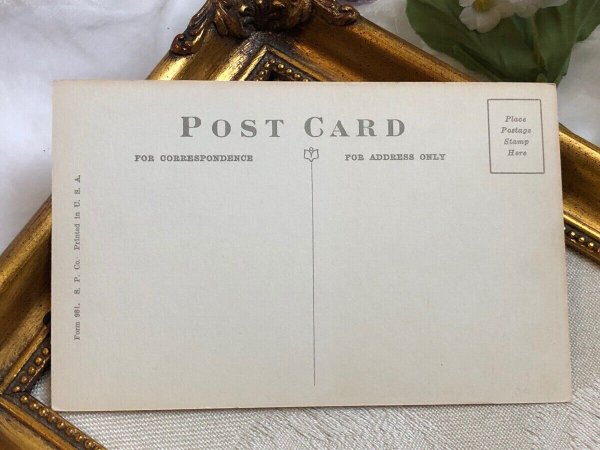 POST CARD
FOR CORRESPONDENCE
FOR ADDRESS ONLY
Place
Postage
Stamp
Here
Form 981. S. P. Co. Printed in U. S. A.